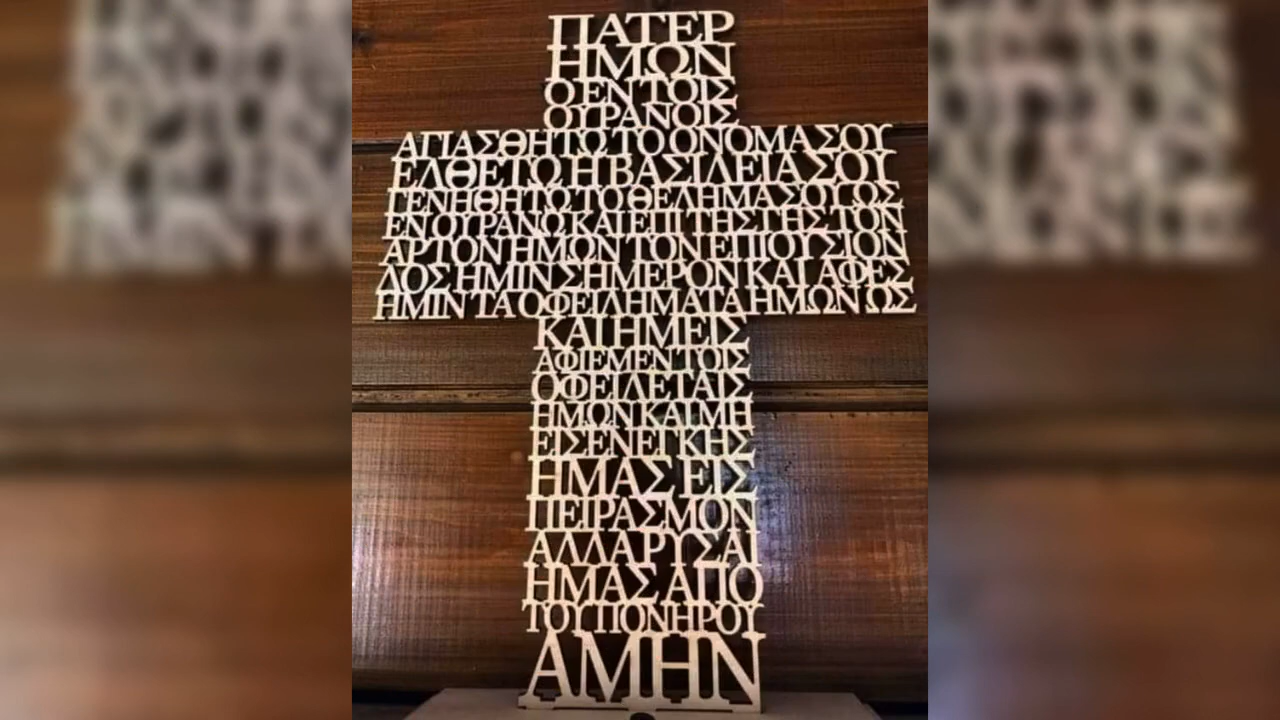 ΠΑΤΕΡ
ΗΜΩΝ
Ο ΕΝ ΤΟΙΣ
ΟΥΡΑΝΟΙΣ
ΑΓΙΑΣΘΗΤΩ ΤΟ ΟΝΟΜΑ ΣΟΥ
ΕΛΘΕΤΩ Η ΒΑΣΙΛΕΙΑ ΣΟΥ
ΓΕΝΗΘΗΤΩ ΤΟ ΘΕΛΗΜΑ ΣΟΥ ΩΣ
ΕΝ ΟΥΡΑΝΩ ΚΑΙ ΕΠΙ ΤΗΣ ΓΗΣ ΤΟΝ
ΑΡΤΟΝ ΗΜΩΝ ΤΟΝ ΕΠΙΟΥΣΙΟΝ
ΔΟΣ ΗΜΙΝ ΣΗΜΕΡΟΝ ΚΑΙ ΑΦΕΣ
ΗΜΙΝ ΤΑ ΟΦΕΙΛΗΜΑΤΑ ΗΜΩΝ ΩΣ
ΚΑΙ ΗΜΕΙΣ
ΑΦΙΕΜΕΝ ΤΟΙΣ
ΟΦΕΙΛΕΤΑΙΣ
ΗΜΩΝ ΚΑΙ ΜΗ
ΕΙΣΕΝΕΓΚΗΣ
ΗΜΑΣ ΕΙΣ
ΠΕΙΡΑΣΜΟΝ
ΑΛΛΑ ΡΥΣΑΙ
ΗΜΑΣ ΑΠΟ
ΤΟΥ ΠΟΝΗΡΟΥ
ΑΜΗΝ